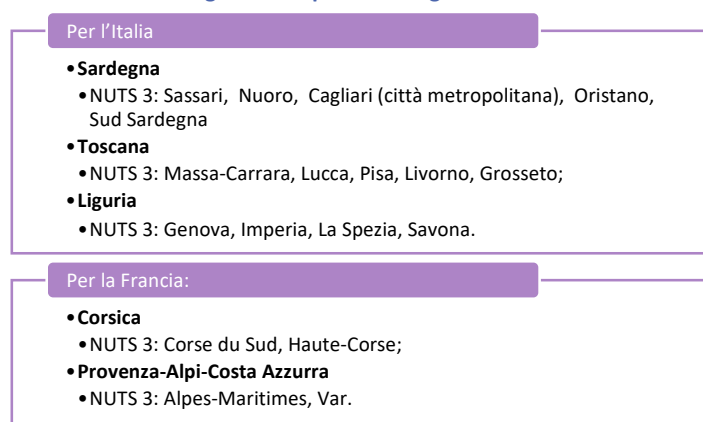 Per l’Italia
•Sardegna
•NUTS 3: Sassari, Nuoro, Cagliari (città metropolitana), Oristano,
Sud Sardegna
•Toscana
•NUTS 3: Massa-Carrara, Lucca, Pisa, Livorno, Grosseto;
•Liguria
•NUTS 3: Genova, Imperia, La Spezia, Savona.
Per la Francia:
•Corsica
•NUTS 3: Corse du Sud, Haute-Corse;
•Provenza-Alpi-Costa Azzurra
•NUTS 3: Alpes-Maritimes, Var.